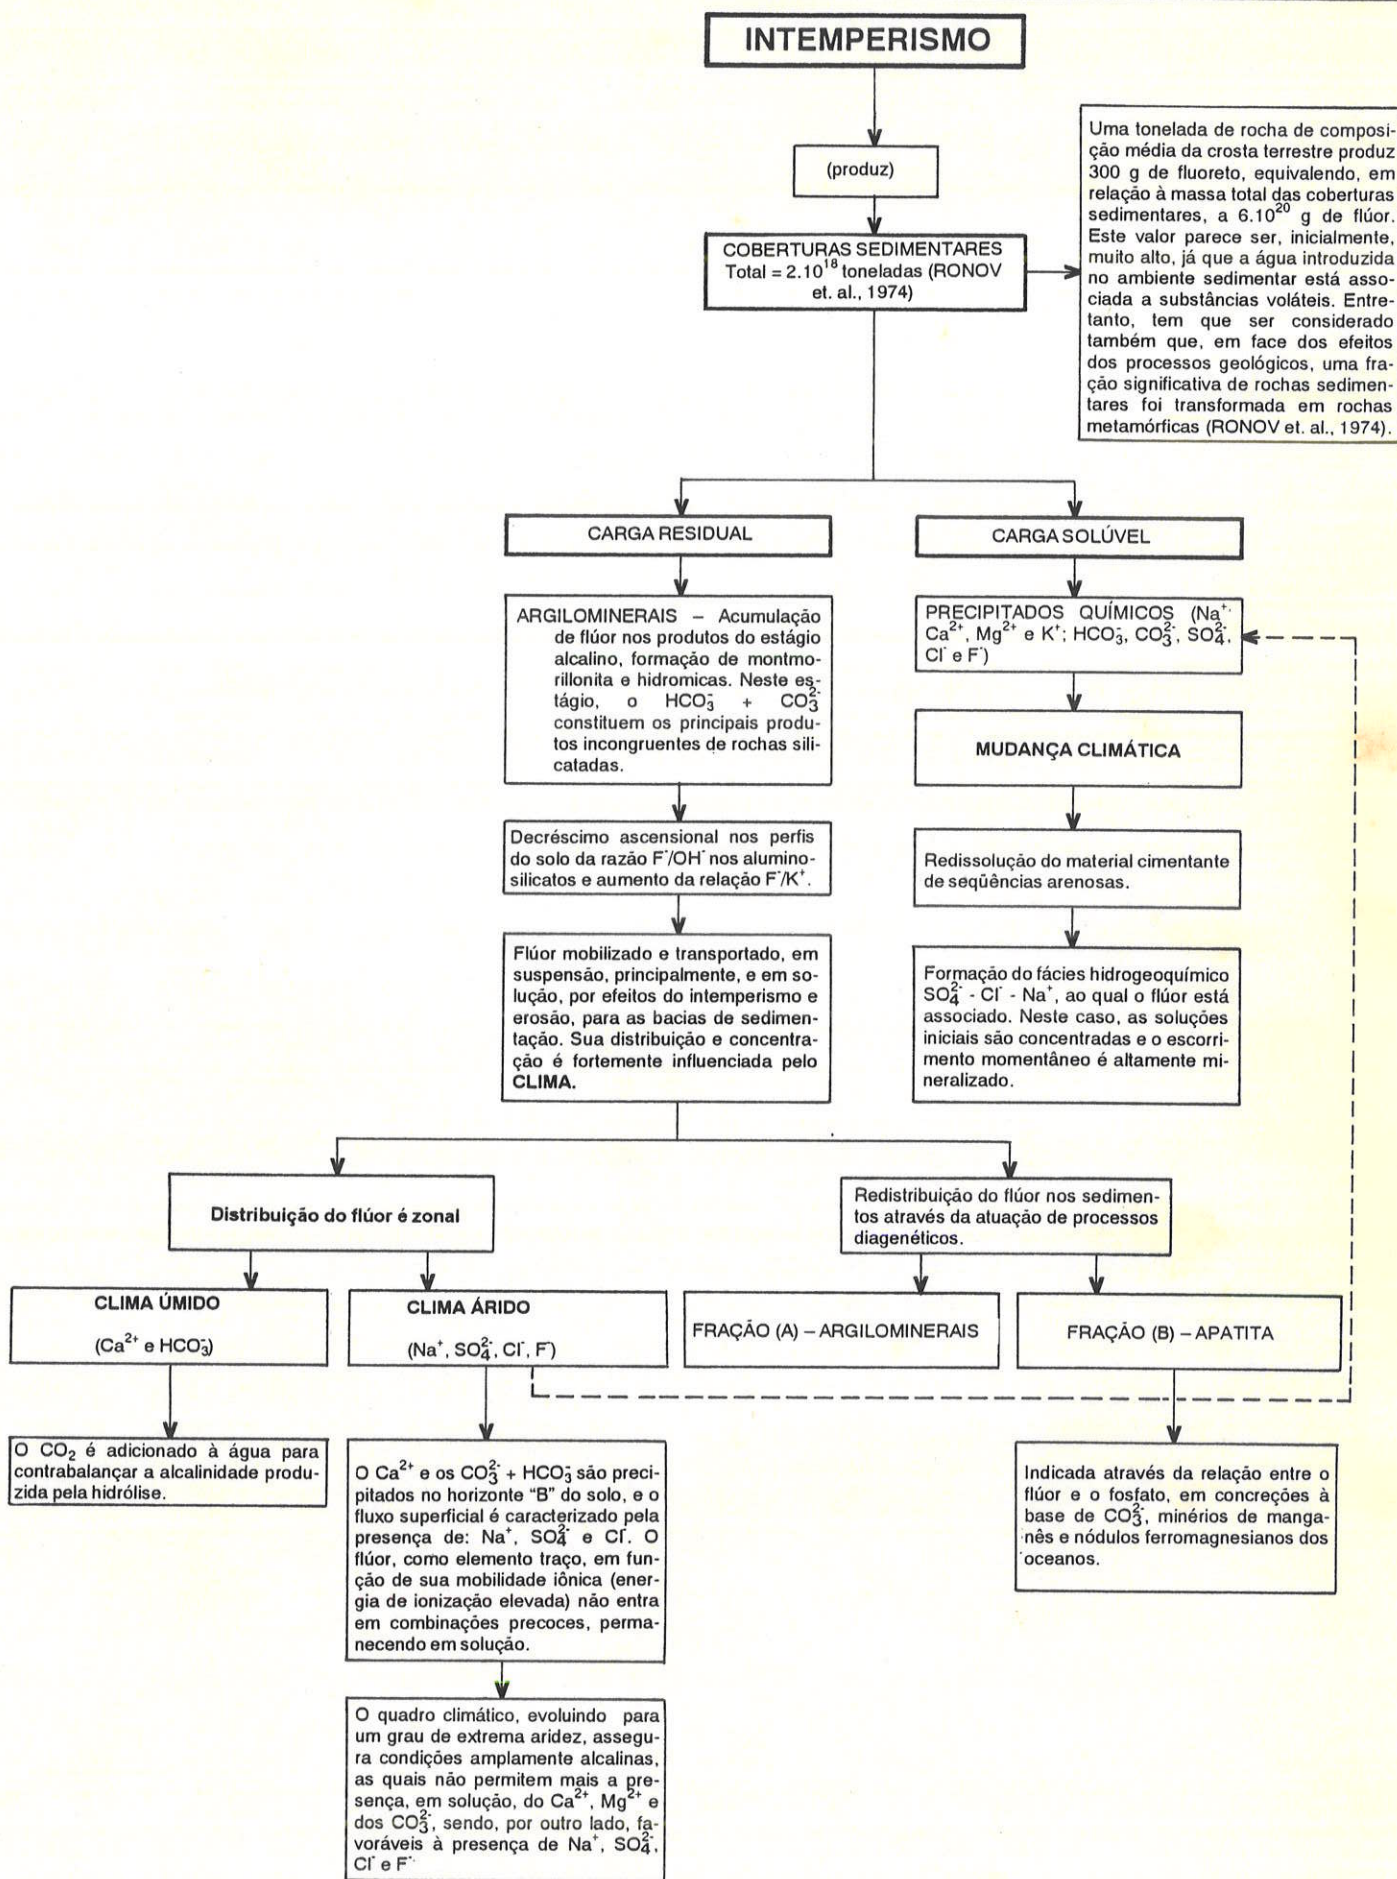 INTEMPERISMO
(produz)
COBERTURAS SEDIMENTARES
Total = 2.10¹⁸ toneladas (RONOV
et. al., 1974)
Uma tonelada de rocha de composi-
ção média da crosta terrestre produz
300 g de fluoreto, equivalendo, em
relação à massa total das coberturas
sedimentares, a 6.10²⁰ g de flúor.
Este valor parece ser, inicialmente,
muito alto, já que a água introduzida
no ambiente sedimentar está asso-
ciada a substâncias voláteis. Entre-
tanto, tem que ser considerado
também que, em face dos efeitos
dos processos geológicos, uma fra-
ção significativa de rochas sedimen-
tares foi transformada em rochas
metamórficas (RONOV et. al., 1974).
CARGA RESIDUAL
ARGILOMINERAIS – Acumulação
de flúor nos produtos do estágio
alcalino, formação de montmo-
rillonita e hidromicas. Neste es-
tágio, o HCO₃⁻ + CO₃²⁻
constituem os principais produ-
tos incongruentes de rochas sili-
catadas.
Decréscimo ascensional nos perfis
do solo da razão F⁻/OH⁻ nos alumino-
silicatos e aumento da relação F⁻/K⁺.
Flúor mobilizado e transportado, em
suspensão, principalmente, e em so-
lução, por efeitos do intemperismo e
erosão, para as bacias de sedimen-
tação. Sua distribuição e concentra-
ção é fortemente influenciada pelo
CLIMA.
CARGA SOLÚVEL
PRECIPITADOS QUÍMICOS (Na⁺,
Ca²⁺, Mg²⁺ e K⁺; HCO₃⁻, CO₃²⁻, SO₄²⁻,
Cl⁻ e F⁻)
MUDANÇA CLIMÁTICA
Redissolução do material cimentante
de seqüências arenosas.
Formação do fácies hidrogeoquímico
SO₄²⁻ - Cl⁻ - Na⁺, ao qual o flúor está
associado. Neste caso, as soluções
iniciais são concentradas e o escorri-
mento momentâneo é altamente mi-
neralizado.
Distribuição do flúor é zonal
Redistribuição do flúor nos sedimen-
tos através da atuação de processos
diagenéticos.
CLIMA ÚMIDO
(Ca²⁺ e HCO₃⁻)
CLIMA ÁRIDO
(Na⁺, SO₄²⁻, Cl⁻, F⁻)
FRAÇÃO (A) – ARGILOMINERAIS
FRAÇÃO (B) – APATITA
O CO₂ é adicionado à água para
contrabalançar a alcalinidade produ-
zida pela hidrólise.
O Ca²⁺ e os CO₃²⁻ + HCO₃⁻ são preci-
pitados no horizonte “B” do solo, e o
fluxo superficial é caracterizado pela
presença de: Na⁺, SO₄²⁻ e Cl⁻. O
flúor, como elemento traço, em fun-
ção de sua mobilidade iônica (ener-
gia de ionização elevada) não entra
em combinações precoces, perma-
necendo em solução.
Indicada através da relação entre o
flúor e o fosfato, em concreções à
base de CO₃²⁻, minérios de manga-
nês e nódulos ferromagnesianos dos
oceanos.
O quadro climático, evoluindo para
um grau de extrema aridez, assegu-
ra condições amplamente alcalinas,
as quais não permitem mais a pre-
sença, em solução, do Ca²⁺, Mg²⁺ e
dos CO₃²⁻, sendo, por outro lado, fa-
voráveis à presença de Na⁺, SO₄²⁻,
Cl⁻ e F⁻